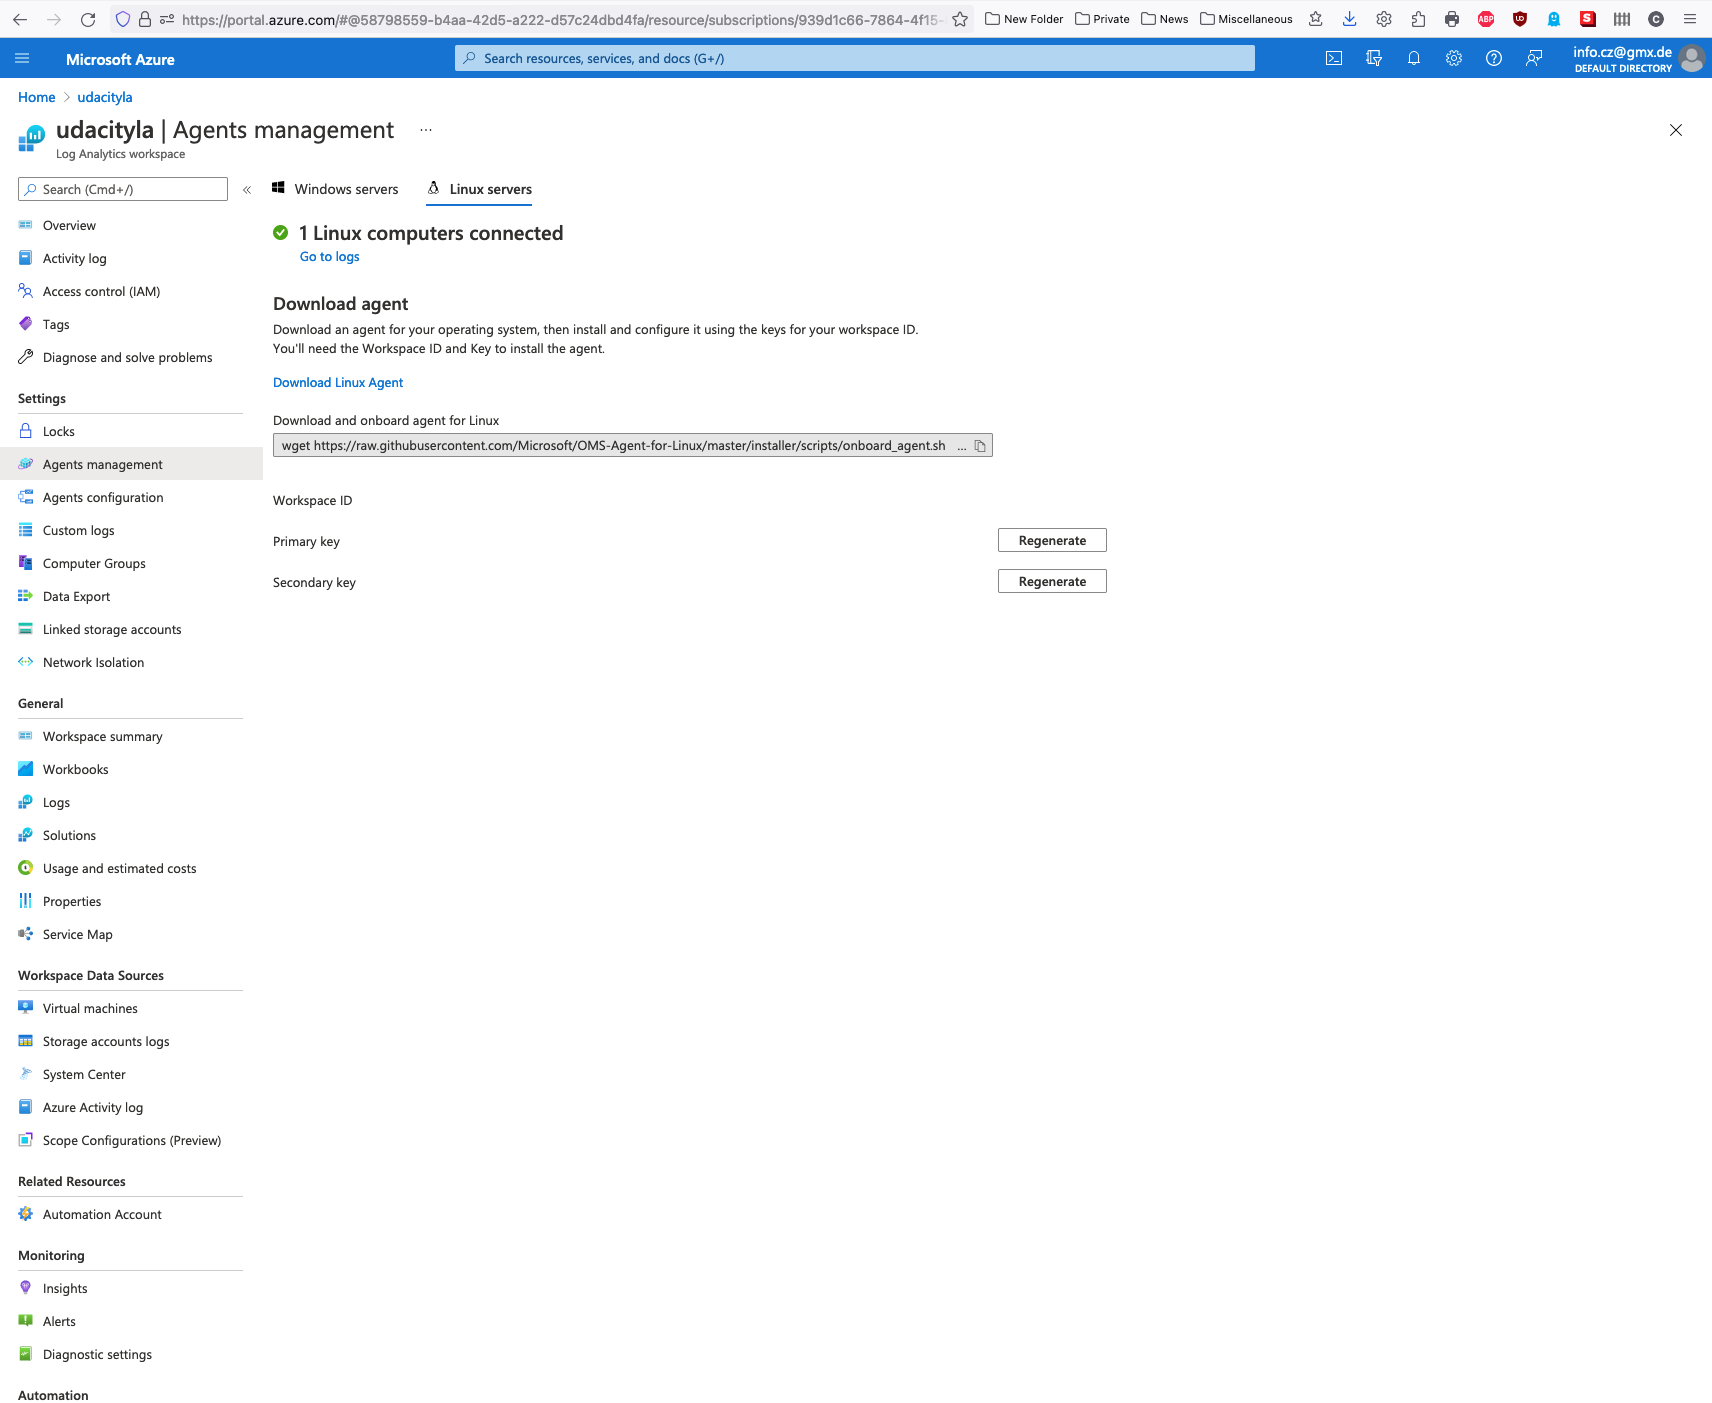 https://portal.azure.com/#@58798559-b4aa-42d5-a222-d57c24dbd4fa/resource/subscriptions/939d1c66-7864-4f15-
New Folder
Private
News
Miscellaneous
ABP
Microsoft Azure
Search resources, services, and docs (G+/)
info.cz@gmx.de
DEFAULT DIRECTORY
Home > udacityla
udacityla | Agents management ...
Log Analytics workspace
Search (Cmd+/)
«
Overview
Activity log
Access control (IAM)
Tags
Diagnose and solve problems
Settings
Locks
Agents management
Agents configuration
Custom logs
Computer Groups
Data Export
Linked storage accounts
Network Isolation
General
Workspace summary
Workbooks
Logs
Solutions
Usage and estimated costs
Properties
Service Map
Workspace Data Sources
Virtual machines
Storage accounts logs
System Center
Azure Activity log
Scope Configurations (Preview)
Related Resources
Automation Account
Monitoring
Insights
Alerts
Diagnostic settings
Automation
Windows servers
Linux servers
1 Linux computers connected
Go to logs
Download agent
Download an agent for your operating system, then install and configure it using the keys for your workspace ID.
You'll need the Workspace ID and Key to install the agent.
Download Linux Agent
Download and onboard agent for Linux
wget https://raw.githubusercontent.com/Microsoft/OMS-Agent-for-Linux/master/installer/scripts/onboard_agent.sh ...
Workspace ID
Primary key
Regenerate
Secondary key
Regenerate